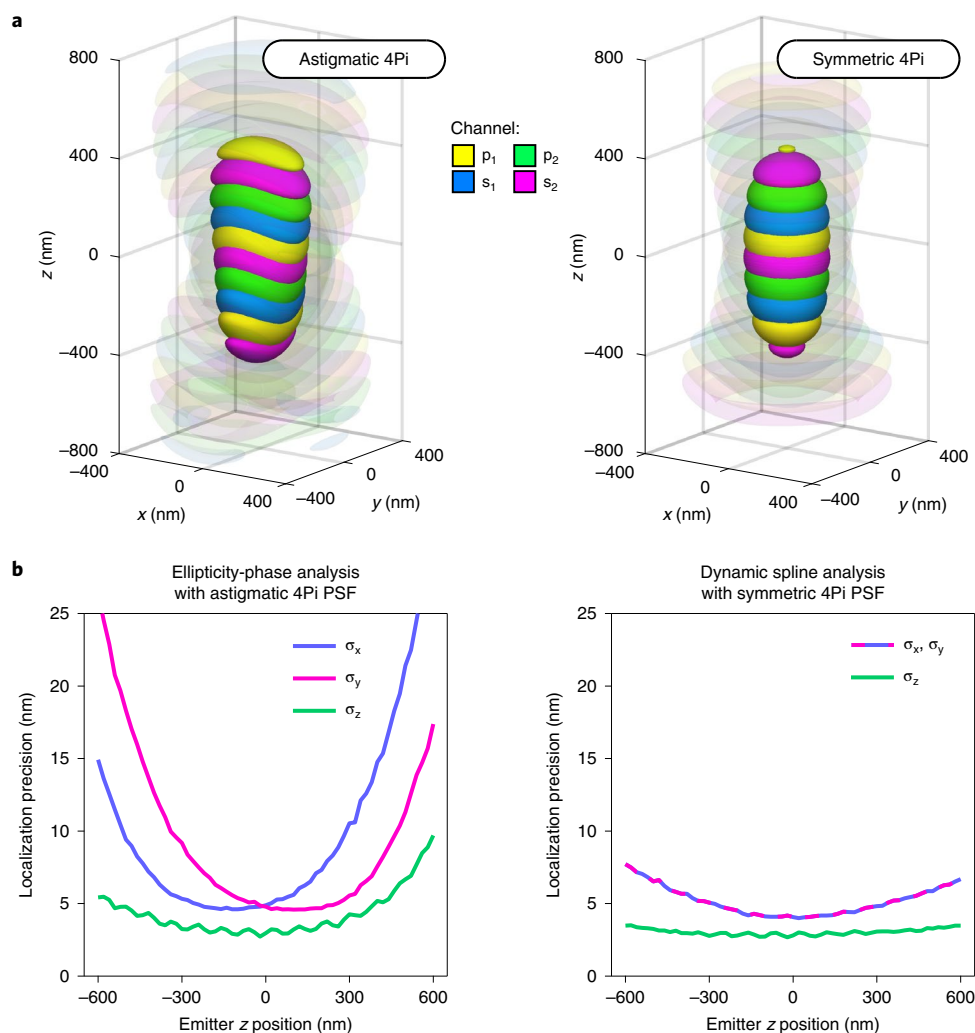 a
Astigmatic 4Pi
Symmetric 4Pi
Channel:
p₁ p₂
s₁ s₂
800
400
0
−400
−800
z (nm)
−400
0
400
x (nm)
−400
0
400
y (nm)
800
400
0
−400
−800
z (nm)
−400
0
400
x (nm)
−400
0
400
y (nm)
b
Ellipticity-phase analysis
with astigmatic 4Pi PSF
25
20
15
10
5
0
Localization precision (nm)
σx
σy
σz
−600 −300 0 300 600
Emitter z position (nm)
Dynamic spline analysis
with symmetric 4Pi PSF
25
20
15
10
5
0
Localization precision (nm)
σx, σy
σz
−600 −300 0 300 600
Emitter z position (nm)